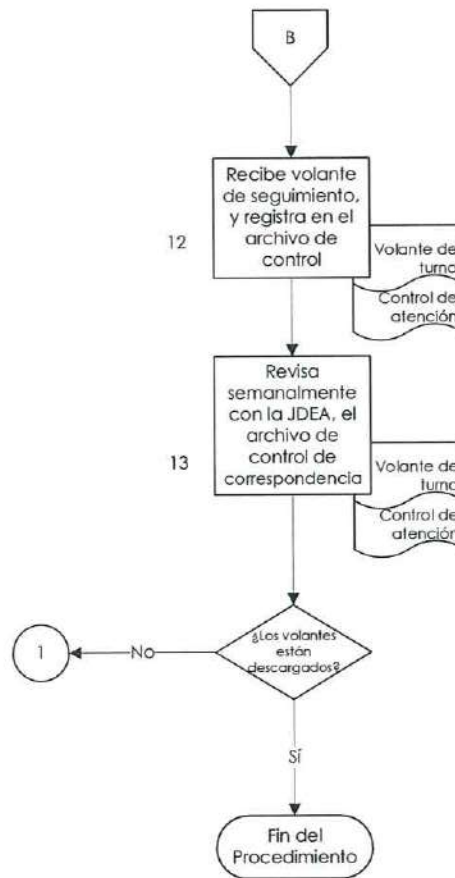 B
Recibe volante
de seguimiento,
y registra en el
archivo de
control
12
Volante de
turno
Control de
atención
Revisa
semanalmente
con la JDEA, el
archivo de
control de
correspondencia
13
Volante de
turno
Control de
atención
¿Los volantes
están
descargados?
No
1
Sí
Fin del
Procedimiento